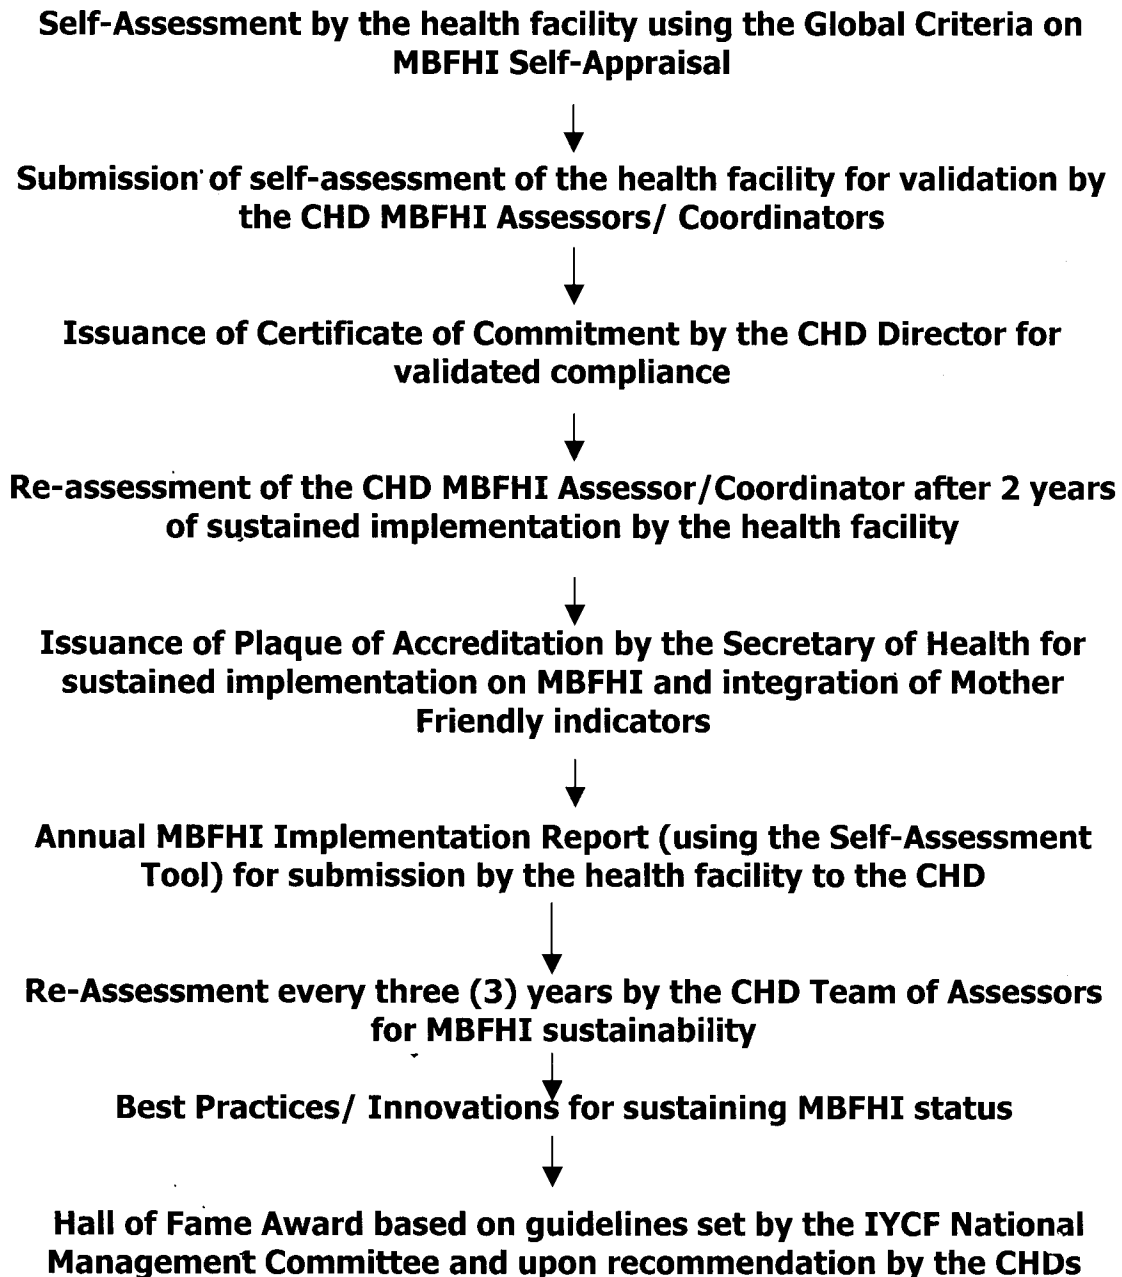 Self-Assessment by the health facility using the Global Criteria on
MBFHI Self-Appraisal
Submission of self-assessment of the health facility for validation by
the CHD MBFHI Assessors/ Coordinators
Issuance of Certificate of Commitment by the CHD Director for
validated compliance
Re-assessment of the CHD MBFHI Assessor/Coordinator after 2 years
of sustained implementation by the health facility
Issuance of Plaque of Accreditation by the Secretary of Health for
sustained implementation on MBFHI and integration of Mother
Friendly indicators
Annual MBFHI Implementation Report (using the Self-Assessment
Tool) for submission by the health facility to the CHD
Re-Assessment every three (3) years by the CHD Team of Assessors
for MBFHI sustainability
Best Practices/ Innovations for sustaining MBFHI status
Hall of Fame Award based on guidelines set by the IYCF National
Management Committee and upon recommendation by the CHDs